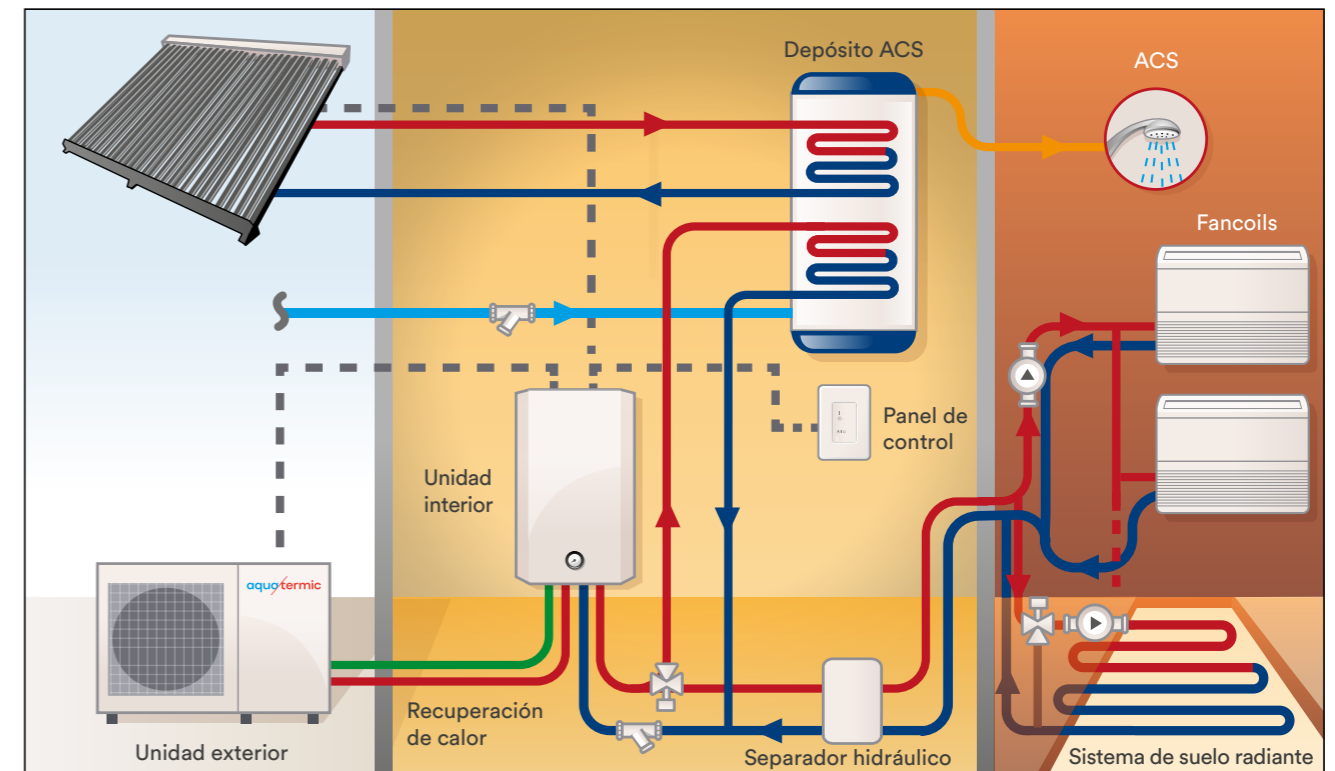 Depósito ACS
ACS
Fancoils
Panel de
control
Unidad
interior
aquatermic
Recuperación
de calor
Unidad exterior
Separador hidráulico
Sistema de suelo radiante